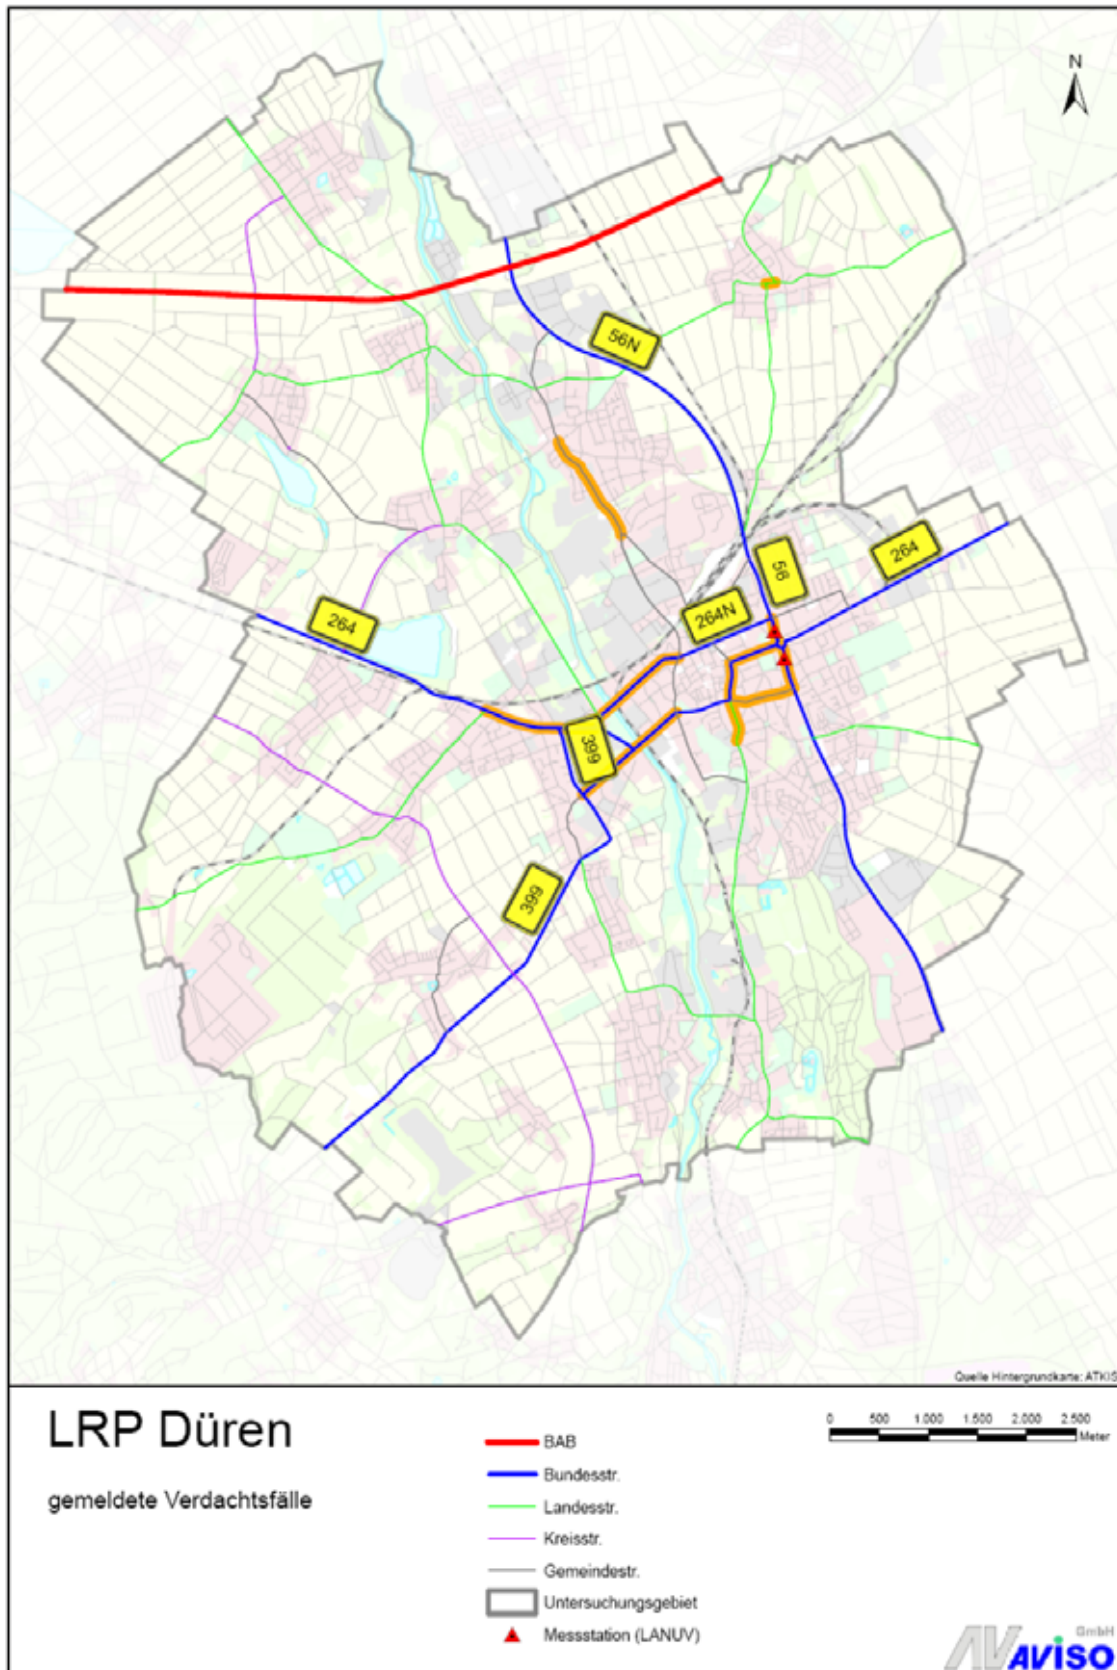 N
56N
56
264
264N
264
399
399
Quelle Hintergrundkarte: ATKIS
LRP Düren
gemeldete Verdachtsfälle
BAB
Bundesstr.
Landesstr.
Kreisstr.
Gemeindestr.
Untersuchungsgebiet
Messstation (LANUV)
0 500 1.000 1.500 2.000 2.500
Meter
GmbH
AVISO